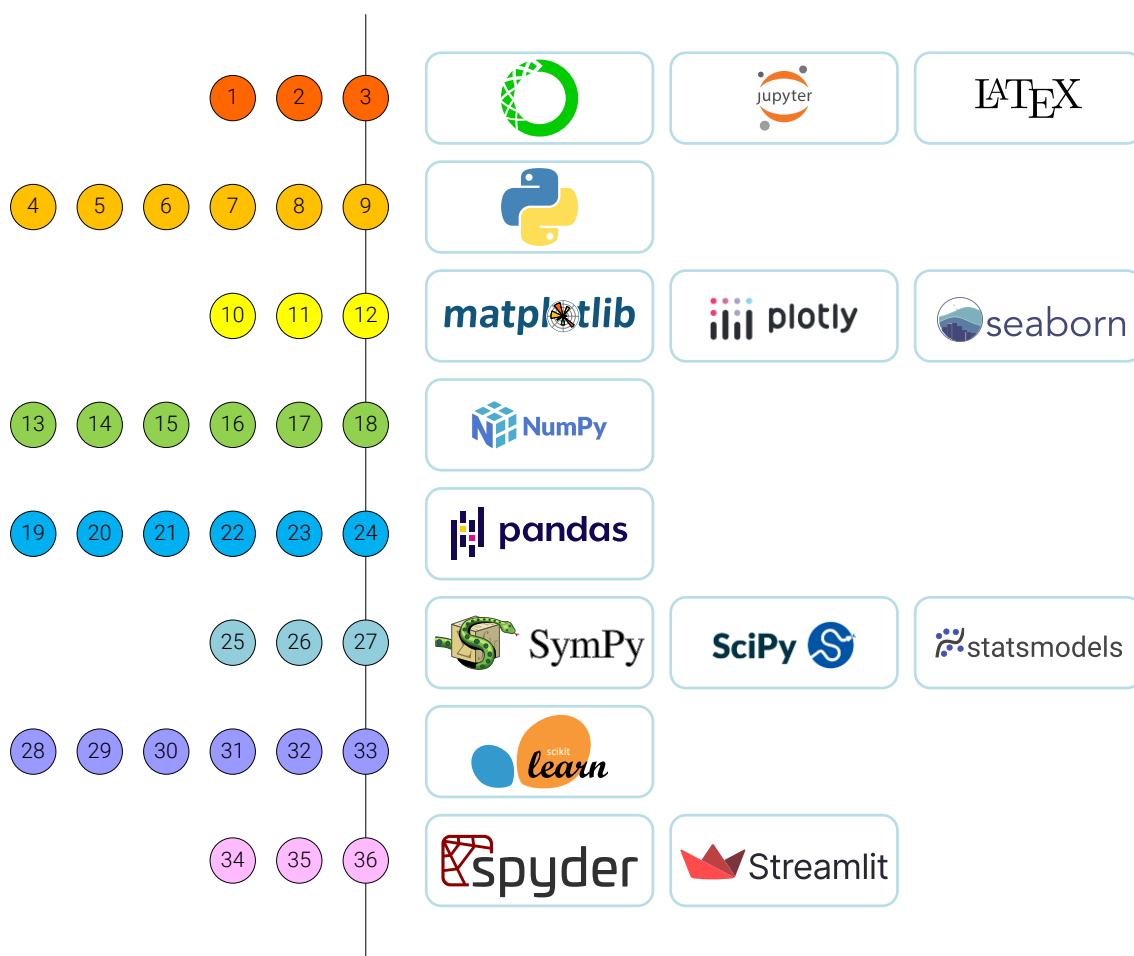 1 2 3 jupyter LATEX
4 5 6 7 8 9
10 11 12 matplotlib plotly seaborn
13 14 15 16 17 18 NumPy
19 20 21 22 23 24 pandas
25 26 27 SymPy SciPy statsmodels
28 29 30 31 32 33 scikit
learn
34 35 36 spyder Streamlit